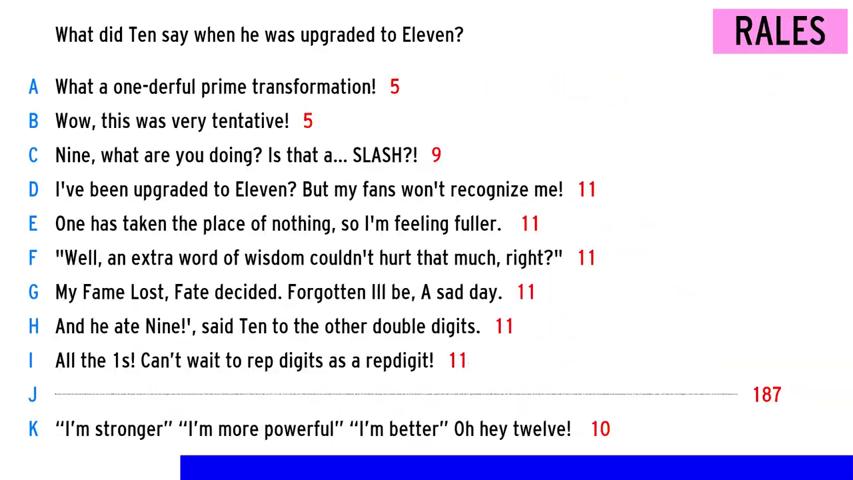 What did Ten say when he was upgraded to Eleven?
RALES
A What a one-derful prime transformation! 5
B Wow, this was very tentative! 5
C Nine, what are you doing? Is that a... SLASH?! 9
D I've been upgraded to Eleven? But my fans won't recognize me! 11
E One has taken the place of nothing, so I'm feeling fuller. 11
F "Well, an extra word of wisdom couldn't hurt that much, right?" 11
G My Fame Lost, Fate decided. Forgotten Ill be, A sad day. 11
H And he ate Nine!', said Ten to the other double digits. 11
I All the 1s! Can’t wait to rep digits as a repdigit! 11
J 187
K “I’m stronger” “I’m more powerful” “I’m better” Oh hey twelve! 10